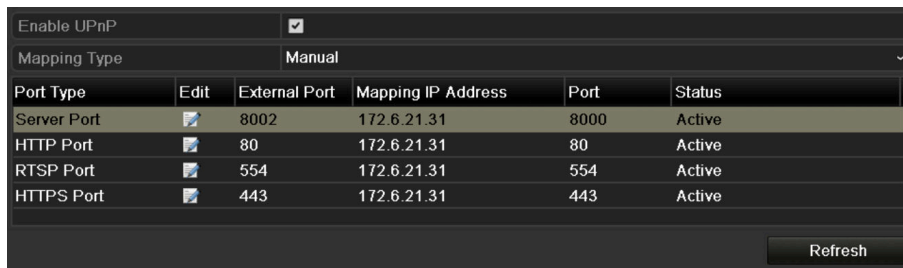 Enable UPnP
Mapping Type Manual
Port Type Edit External Port Mapping IP Address Port Status
Server Port 8002 172.6.21.31 8000 Active
HTTP Port 80 172.6.21.31 80 Active
RTSP Port 554 172.6.21.31 554 Active
HTTPS Port 443 172.6.21.31 443 Active
Refresh